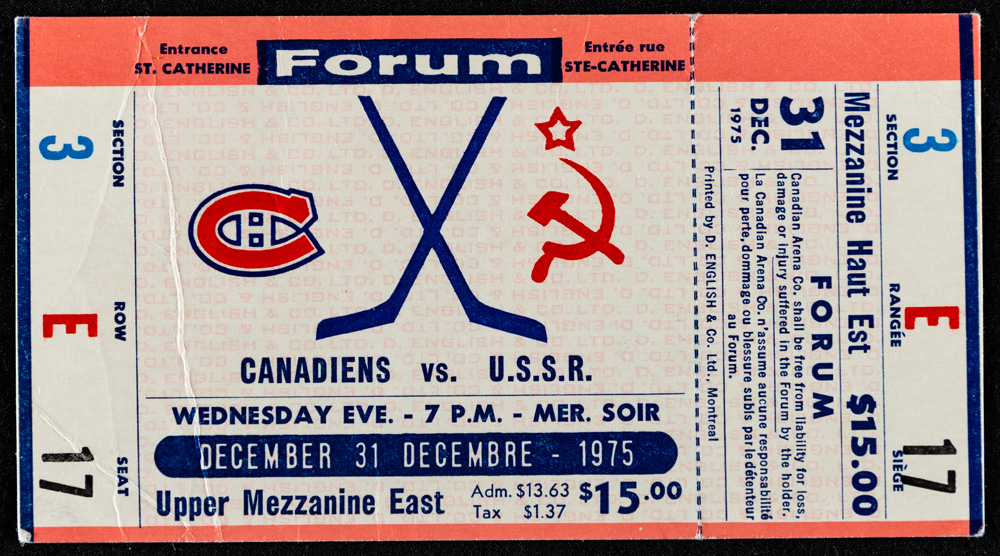 Entrance
ST. CATHERINE
Forum
Entrée rue
STE-CATHERINE
SECTION
3
ROW
E
SEAT
17
CANADIENS vs. U.S.S.R.
WEDNESDAY EVE. - 7 P.M. - MER. SOIR
DECEMBER 31 DECEMBRE - 1975
Upper Mezzanine East
Adm. $13.63
Tax $1.37
$15.00
SECTION
3
RANGÉE
E
SIÈGE
17
Mezzanine Haut Est $15.00
31
DEC.
1975
FORUM
Canadian Arena Co. shall be free from liability for loss,
damage or injury suffered in the Forum by the holder.
La Canadian Arena Co. n'assume aucune responsabilité
pour perte, dommage ou blessure subis par le détenteur
au Forum.
Printed by D. ENGLISH & Co. Ltd., Montreal
D. ENGLISH & CO. LTD.